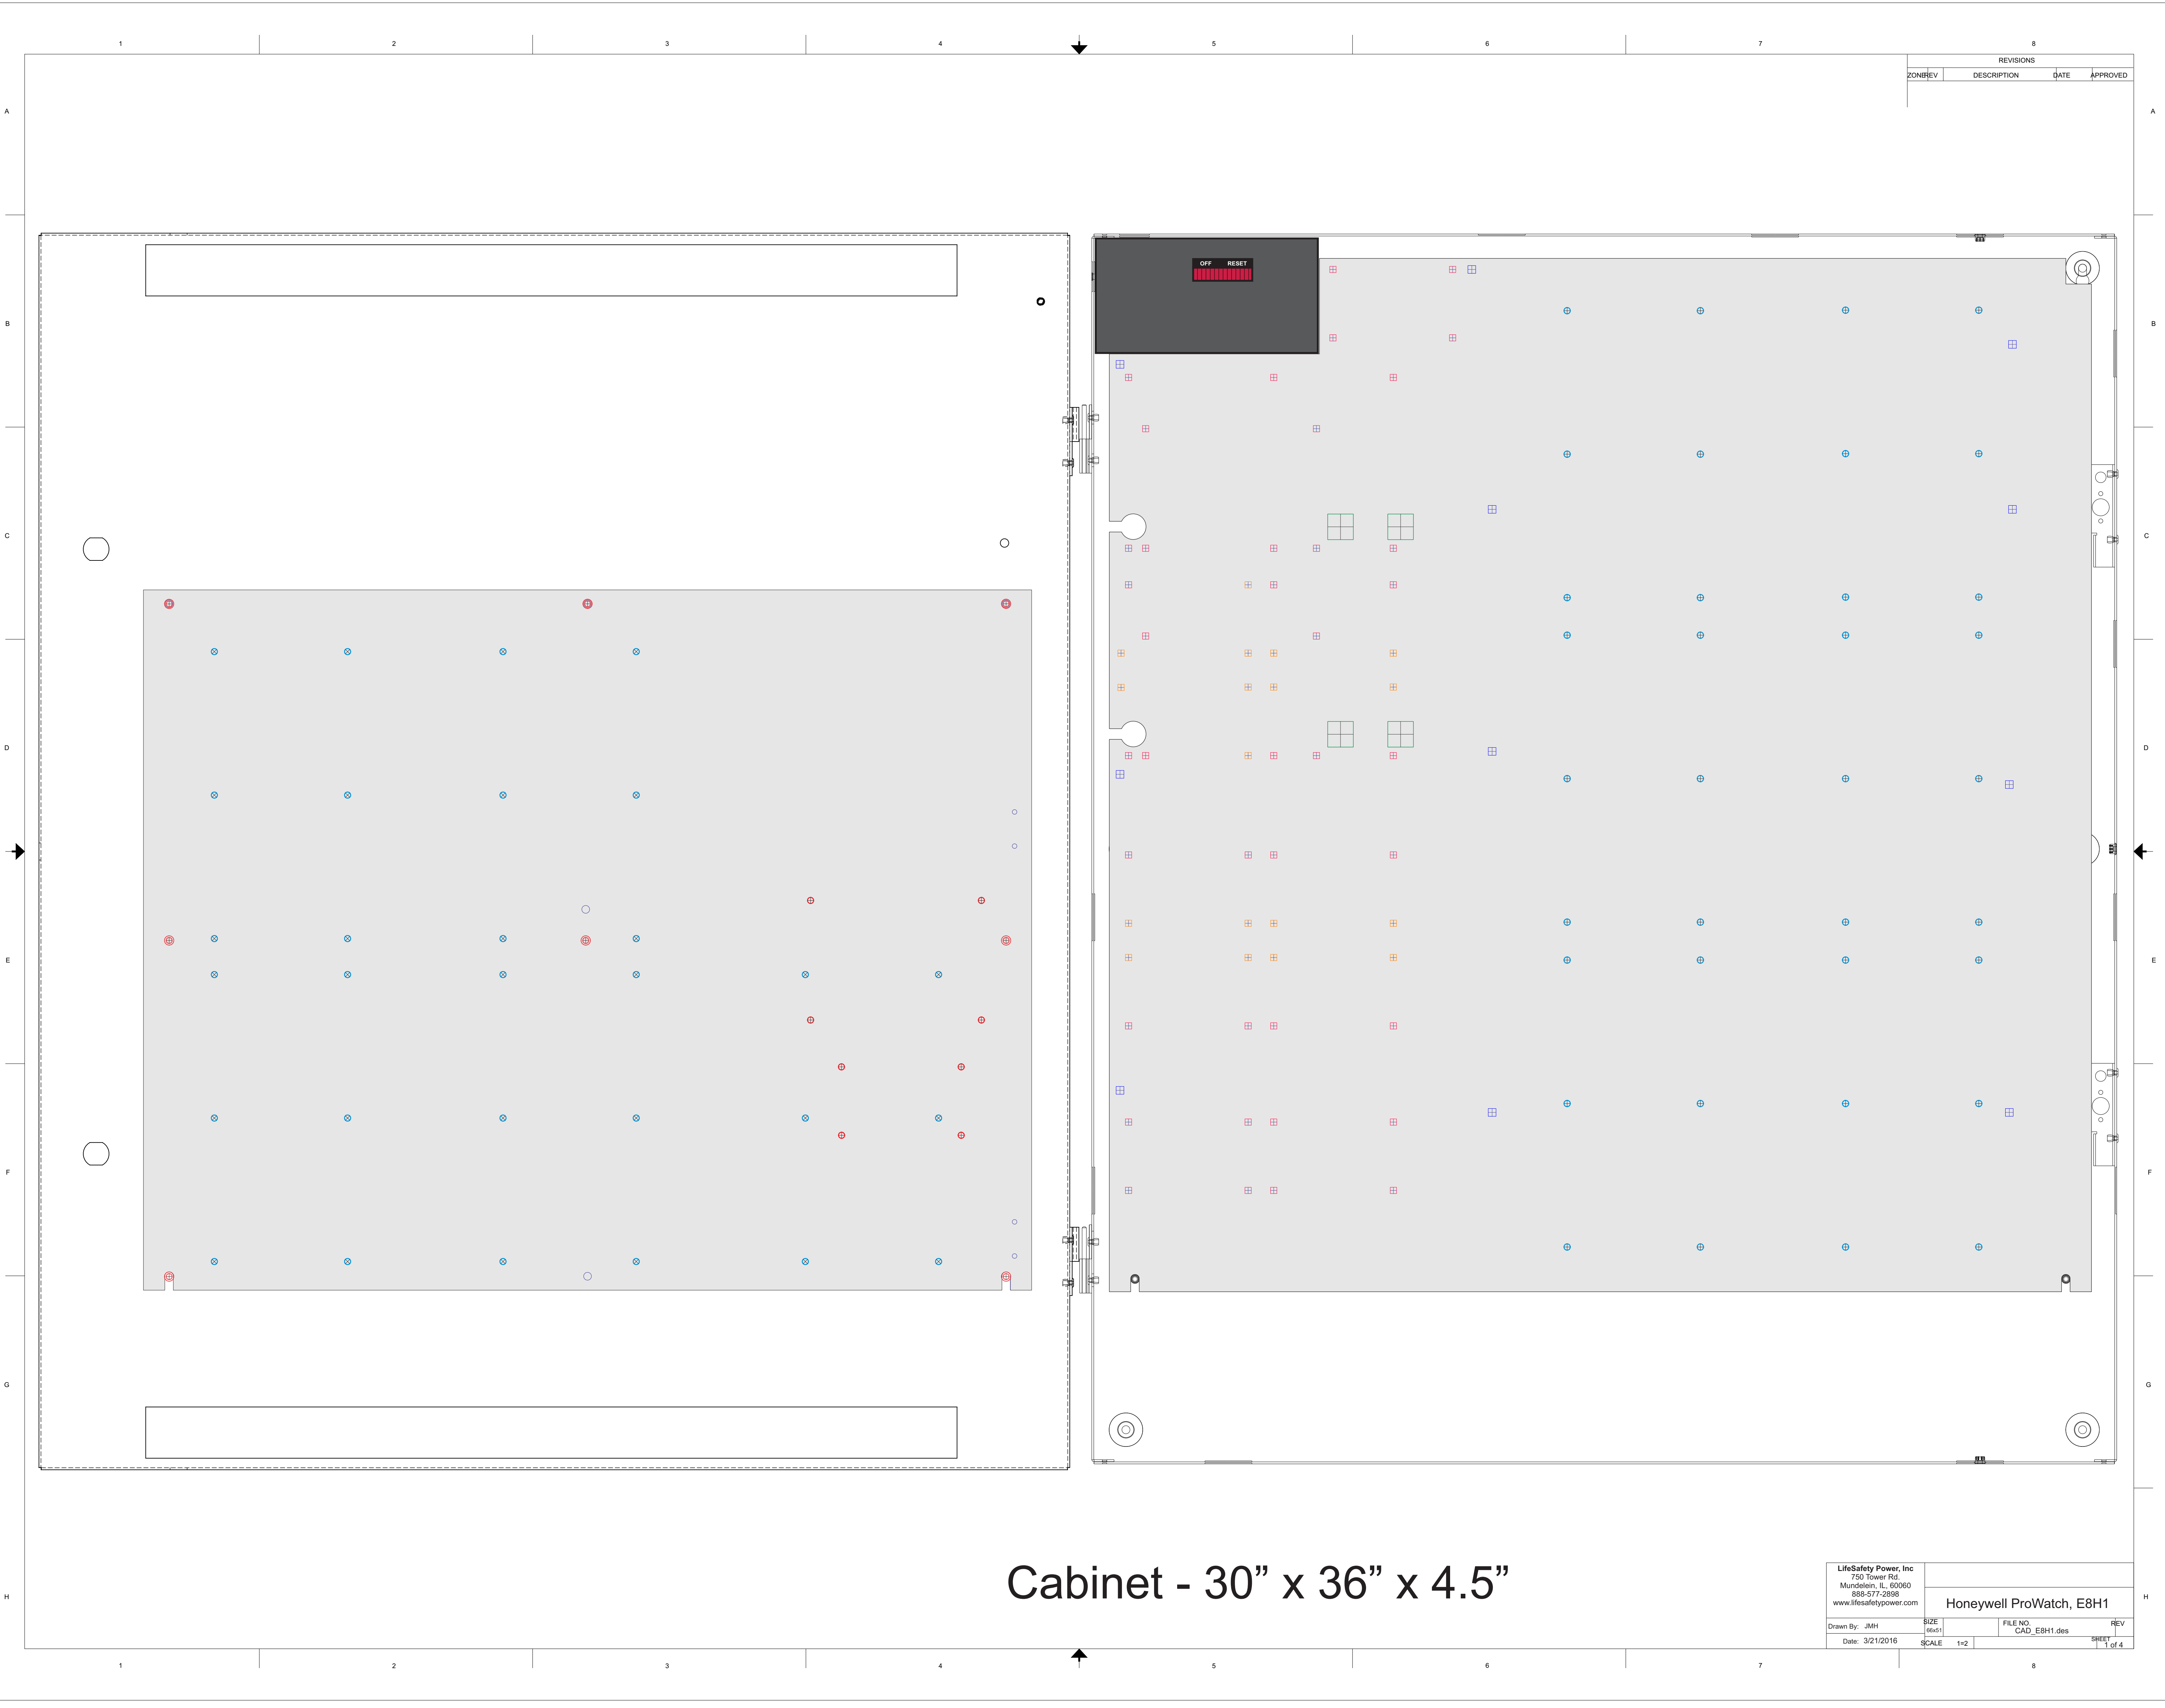 1 2 3 4 5 6 7 8
REVISIONS
ZONE REV DESCRIPTION DATE APPROVED
A A
OFF RESET
B B
C C
D D
E E
F F
G G
Cabinet - 30” x 36” x 4.5”
LifeSafety Power, Inc
750 Tower Rd.
Mundelein, IL, 60060
888-577-2898
www.lifesafetypower.com
H H
Honeywell ProWatch, E8H1
Drawn By: JMH
SIZE
66x51
FILE NO.
CAD_E8H1.des
REV
Date: 3/21/2016
SCALE 1=2
SHEET
1 of 4
1 2 3 4 5 6 7 8